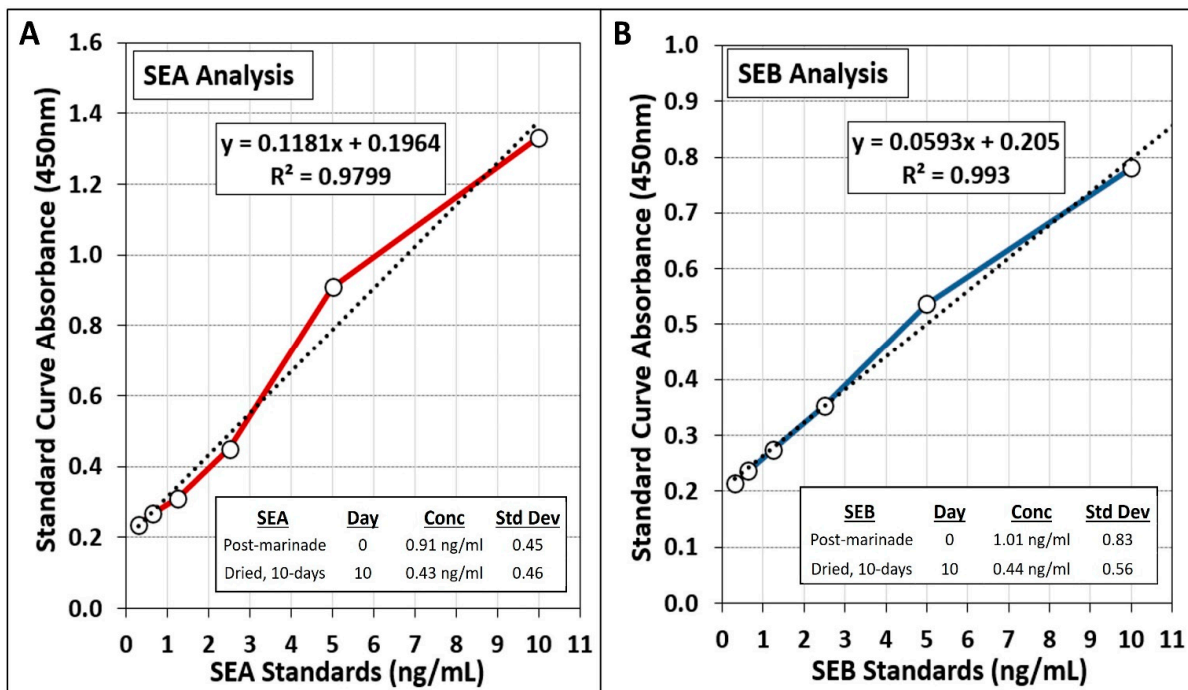 A
SEA Analysis
y = 0.1181x + 0.1964
R² = 0.9799
Standard Curve Absorbance (450nm)
1.6
1.4
1.2
1.0
0.8
0.6
0.4
0.2
0.0
SEA Day Conc Std Dev
Post-marinade 0 0.91 ng/ml 0.45
Dried, 10-days 10 0.43 ng/ml 0.46
0 1 2 3 4 5 6 7 8 9 10 11
SEA Standards (ng/mL)
B
SEB Analysis
y = 0.0593x + 0.205
R² = 0.993
Standard Curve Absorbance (450nm)
1.0
0.9
0.8
0.7
0.6
0.5
0.4
0.3
0.2
0.1
0.0
SEB Day Conc Std Dev
Post-marinade 0 1.01 ng/ml 0.83
Dried, 10-days 10 0.44 ng/ml 0.56
0 1 2 3 4 5 6 7 8 9 10 11
SEB Standards (ng/mL)